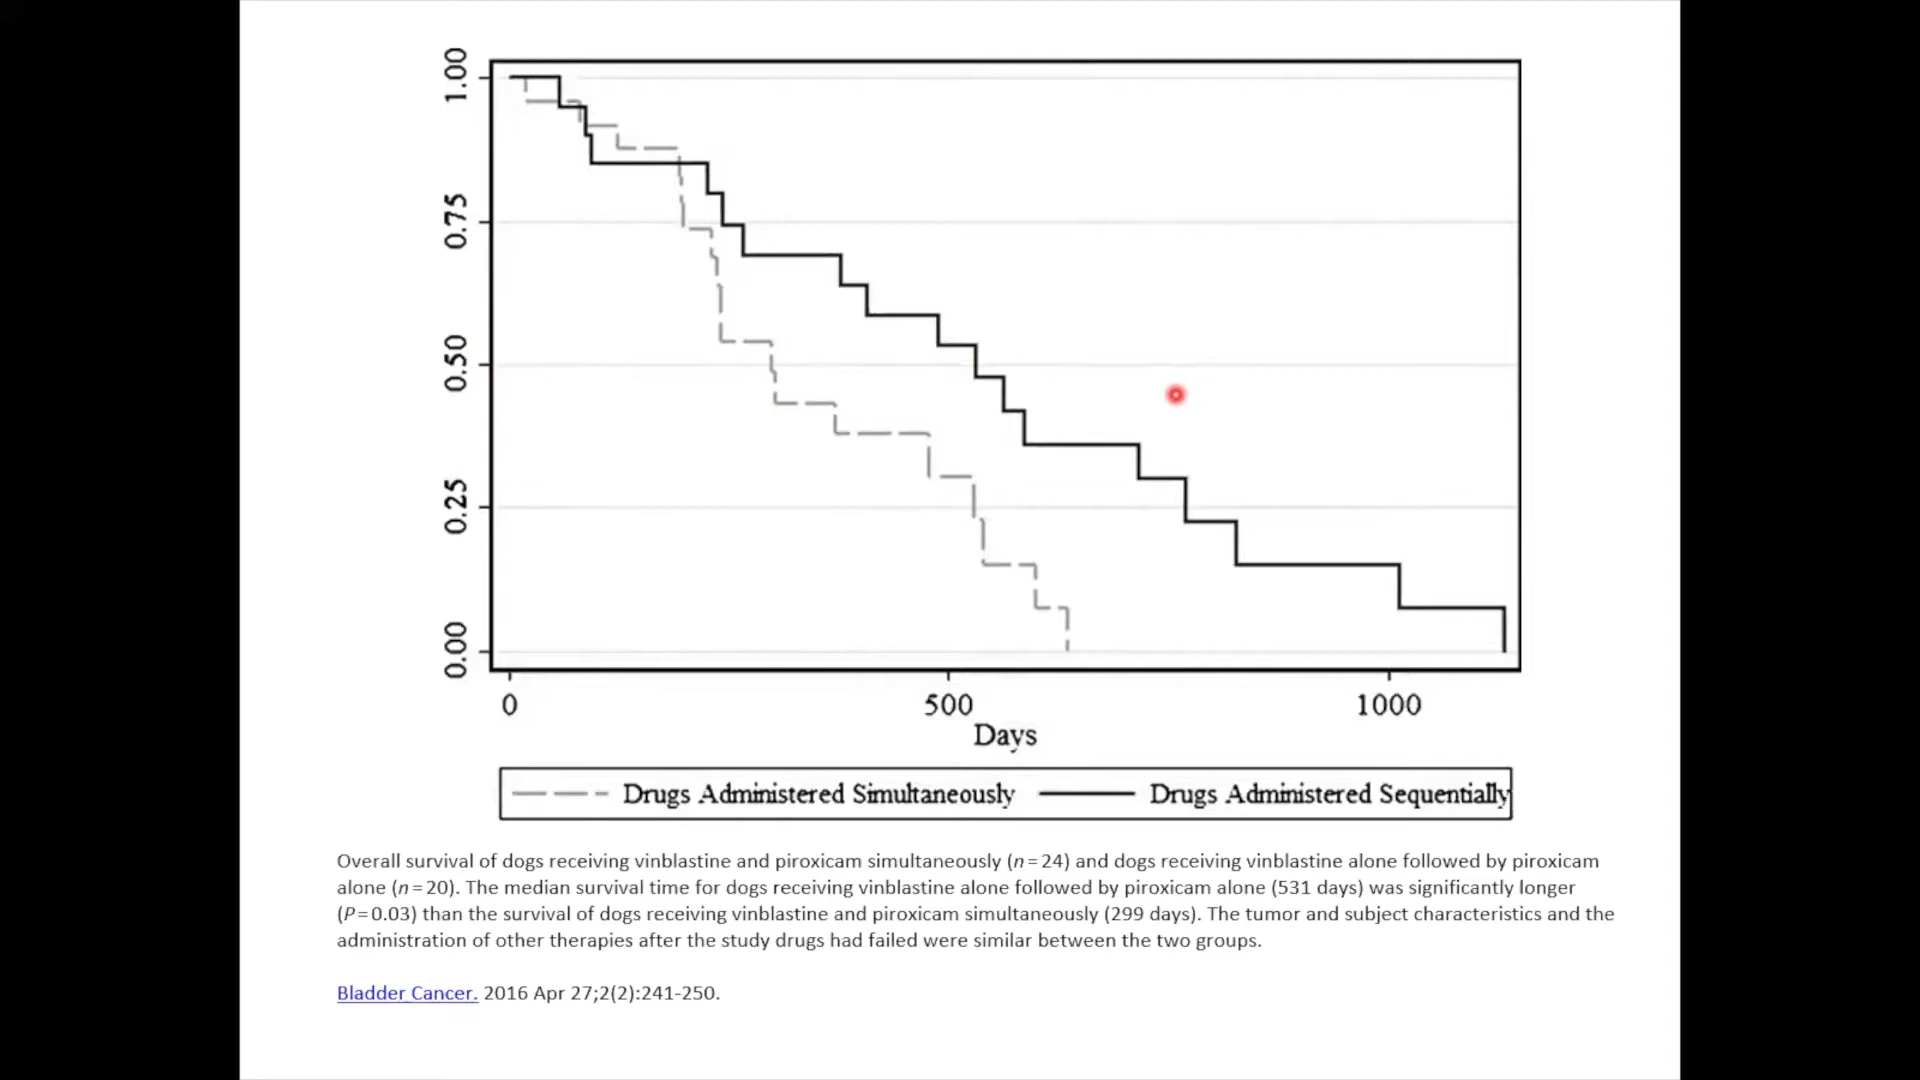 1.00
0.75
0.50
0.25
0.00
0 500 1000
Days
Drugs Administered Simultaneously Drugs Administered Sequentially
Overall survival of dogs receiving vinblastine and piroxicam simultaneously (n = 24) and dogs receiving vinblastine alone followed by piroxicam
alone (n = 20). The median survival time for dogs receiving vinblastine alone followed by piroxicam alone (531 days) was significantly longer
(P = 0.03) than the survival of dogs receiving vinblastine and piroxicam simultaneously (299 days). The tumor and subject characteristics and the
administration of other therapies after the study drugs had failed were similar between the two groups.
Bladder Cancer. 2016 Apr 27;2(2):241-250.